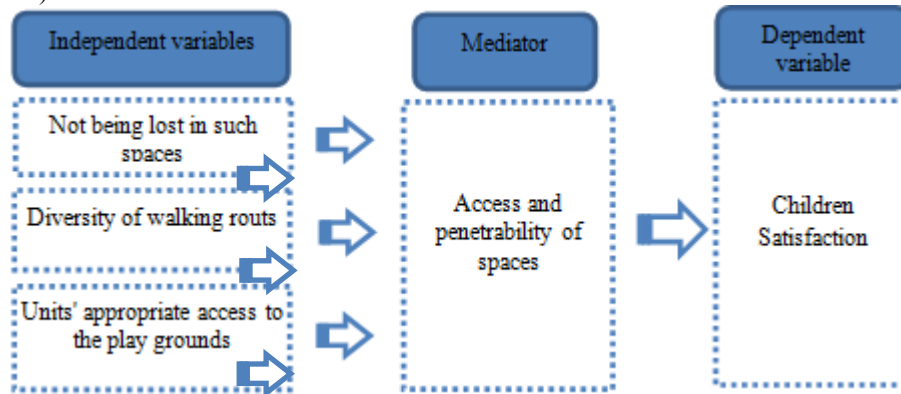 )
Independent variables
Mediator
Dependent
variable
Not being lost in such
spaces
Diversity of walking routs
Units' appropriate access to
the play grounds
Access and
penetrability of
spaces
Children
Satisfaction